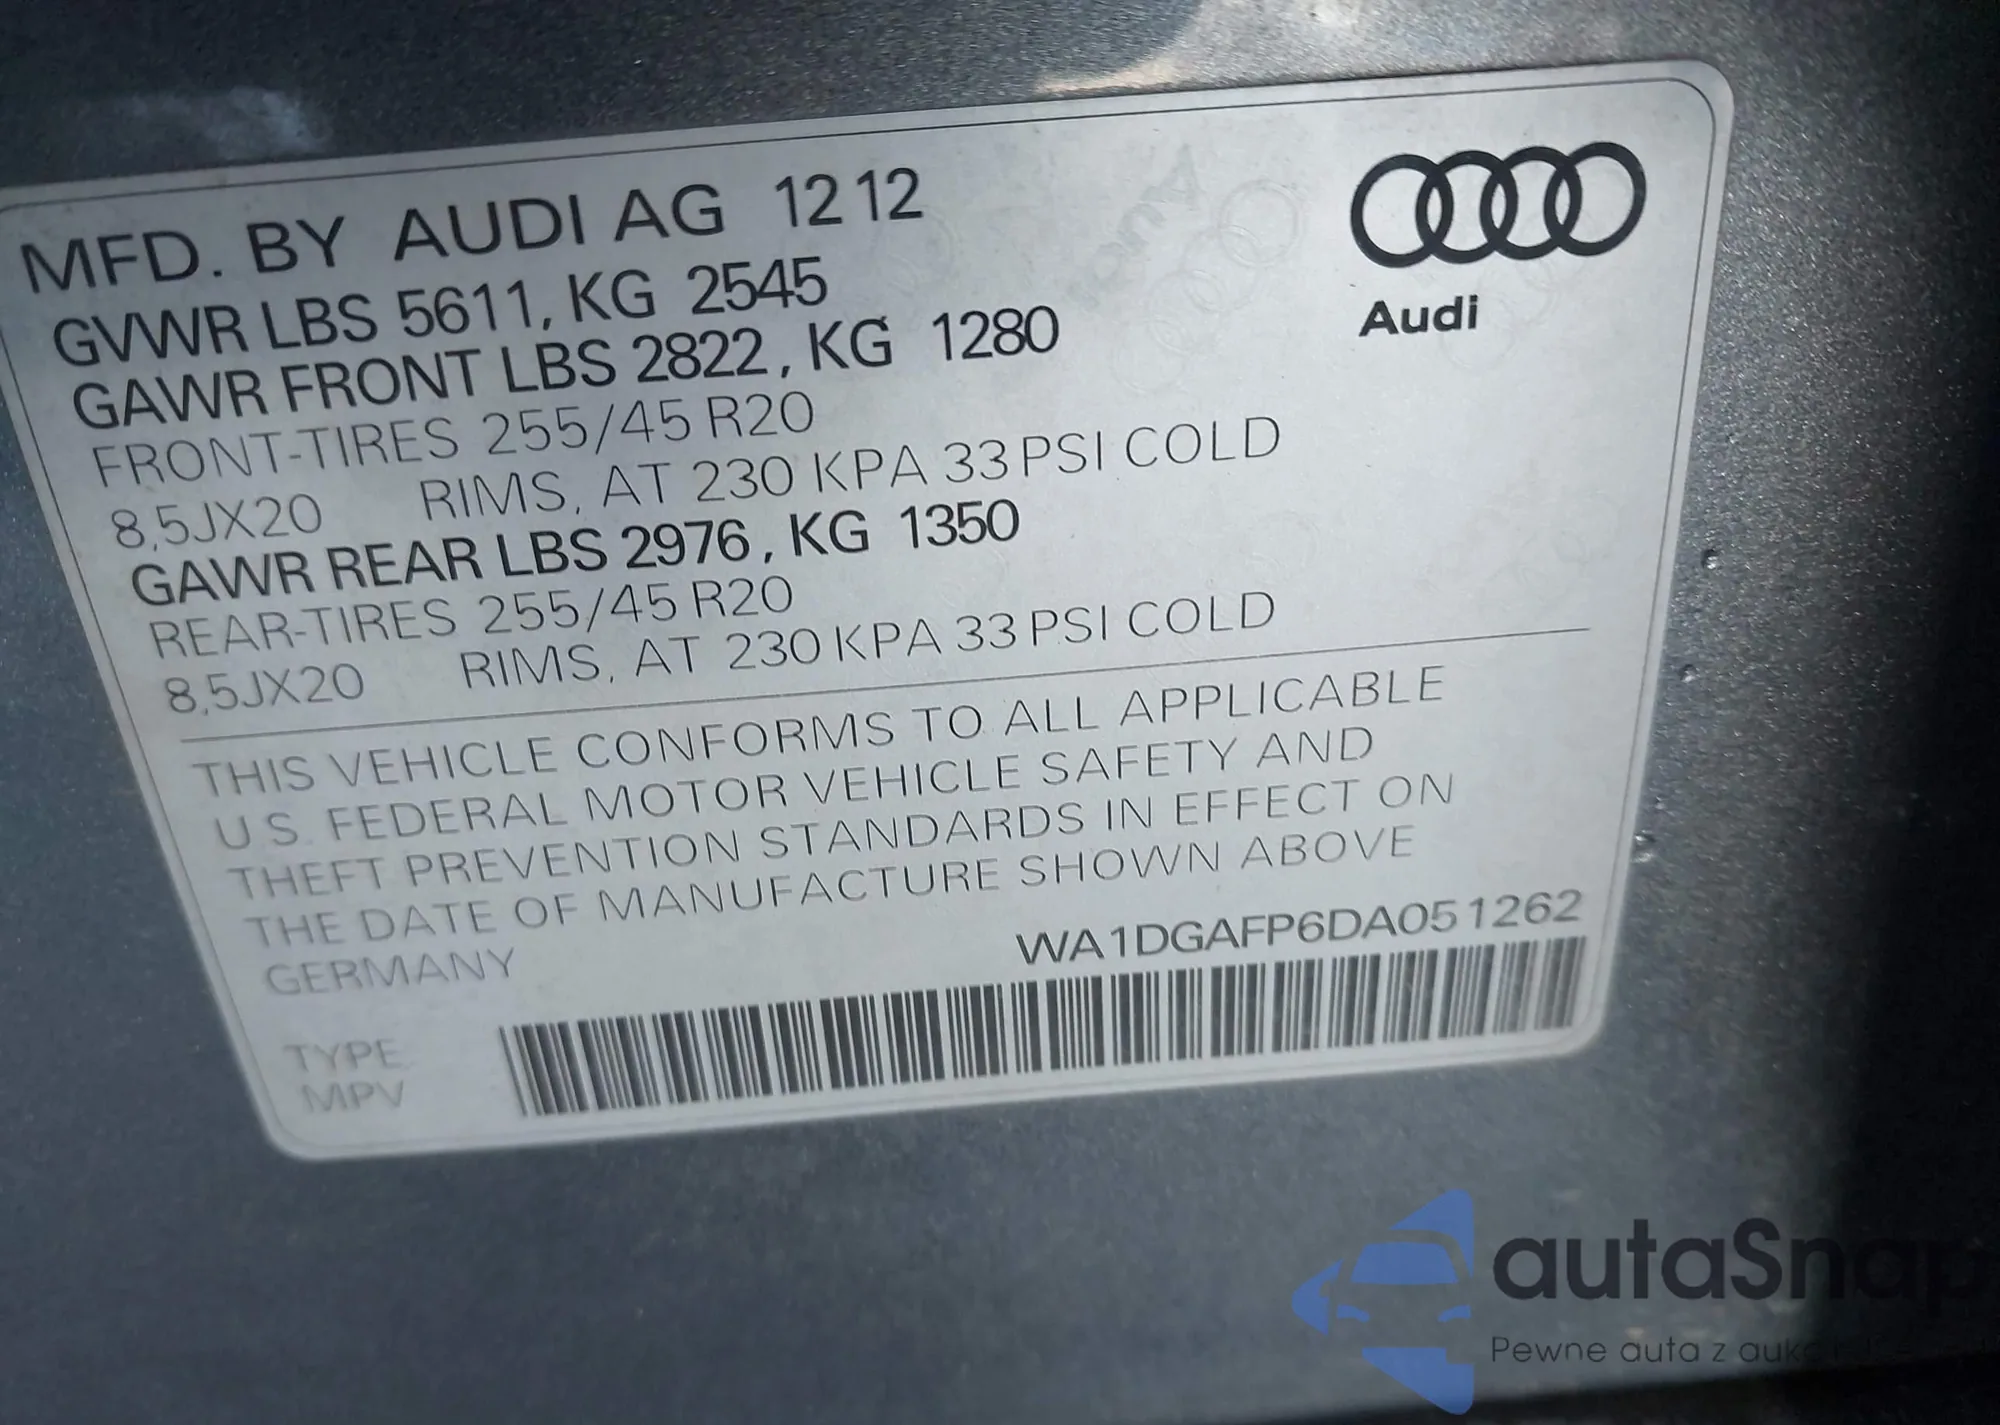 MFD. BY AUDI AG 12 12
GVWR LBS 5611, KG 2545
GAWR FRONT LBS 2822, KG 1280
FRONT-TIRES 255/45 R20
8,5JX20 RIMS, AT 230 KPA 33 PSI COLD
GAWR REAR LBS 2976, KG 1350
REAR-TIRES 255/45 R20
8,5JX20 RIMS, AT 230 KPA 33 PSI COLD
THIS VEHICLE CONFORMS TO ALL APPLICABLE
U.S. FEDERAL MOTOR VEHICLE SAFETY AND
THEFT PREVENTION STANDARDS IN EFFECT ON
THE DATE OF MANUFACTURE SHOWN ABOVE
GERMANY
WA1DGAFP6DA051262
TYPE
MPV
Audi
autaSnap
Pewne auta z